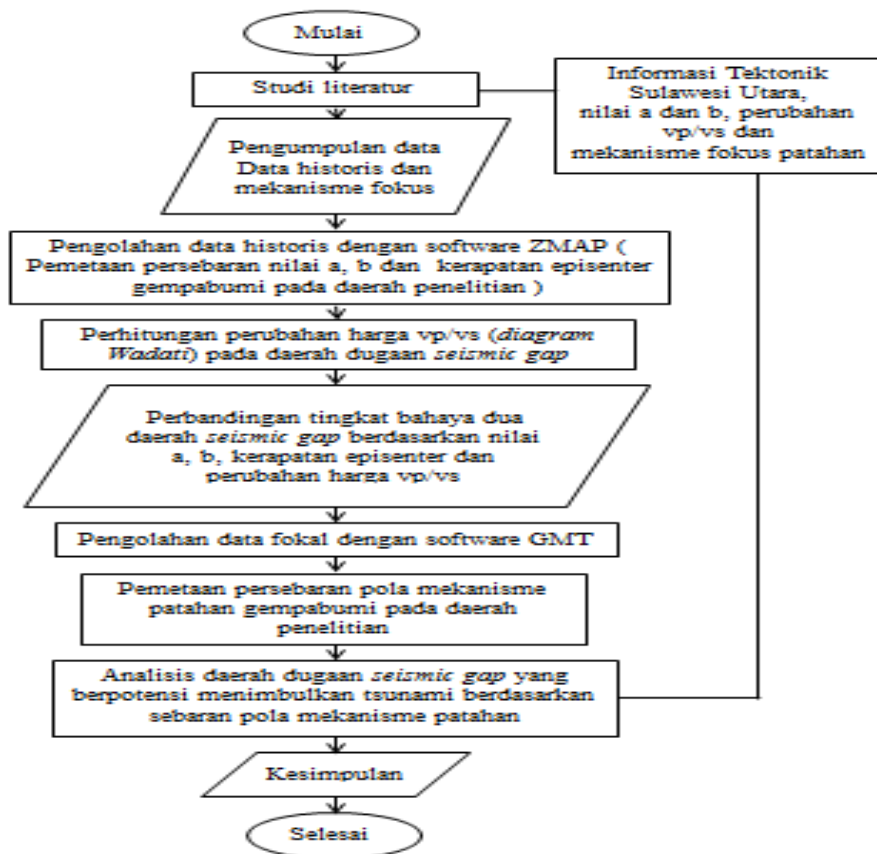 Mulai
Studi literatur
Informasi Tektonik
Sulawesi Utara,
nilai a dan b, perubahan
vp/vs dan
mekanisme fokus patahan
Pengumpulan data
Data historis dan
mekanisme fokus
Pengolahan data historis dengan software ZMAP (
Pemetaan persebaran nilai a, b dan kerapatan episenter
gempabumi pada daerah penelitian )
Perhitungan perubahan harga vp/vs (diagram
Wadati) pada daerah dugaan seismic gap
Perbandingan tingkat bahaya dua
daerah seismic gap berdasarkan nilai
a, b, kerapatan episenter dan
perubahan harga vp/vs
Pengolahan data fokal dengan software GMT
Pemetaan persebaran pola mekanisme
patahan gempabumi pada daerah
penelitian
Analisis daerah dugaan seismic gap yang
berpotensi menimbulkan tsunami berdasarkan
sebaran pola mekanisme patahan
Kesimpulan
Selesai